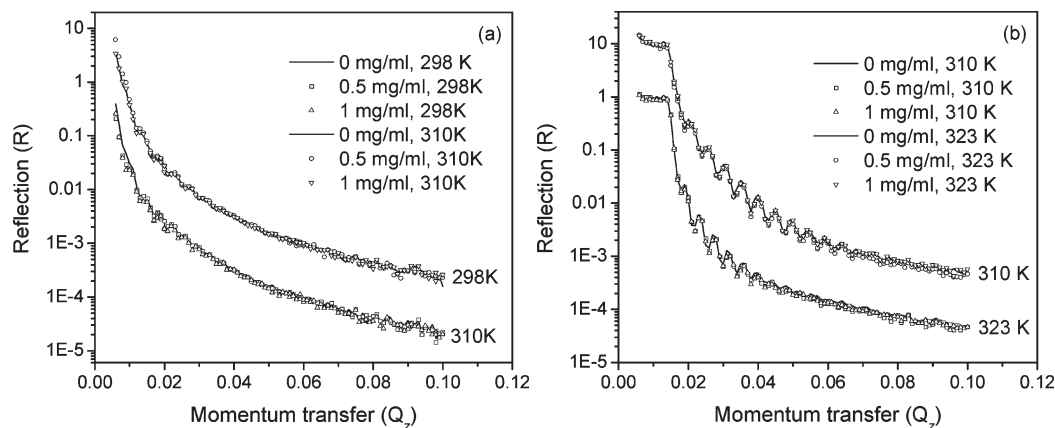 (a)
0 mg/ml, 298 K
0.5 mg/ml, 298K
1 mg/ml, 298K
0 mg/ml, 310K
0.5 mg/ml, 310K
1 mg/ml, 310K
298K
310K
10
1
0.1
0.01
1E-3
1E-4
1E-5
Reflection (R)
0.00 0.02 0.04 0.06 0.08 0.10 0.12
Momentum transfer (Qz)
(b)
0 mg/ml, 310 K
0.5 mg/ml, 310 K
1 mg/ml, 310 K
0 mg/ml, 323 K
0.5 mg/ml, 323 K
1 mg/ml, 323 K
310 K
323 K
100
10
1
0.1
0.01
1E-3
1E-4
1E-5
Reflection (R)
0.00 0.02 0.04 0.06 0.08 0.10 0.12
Momentum transfer (Qz)